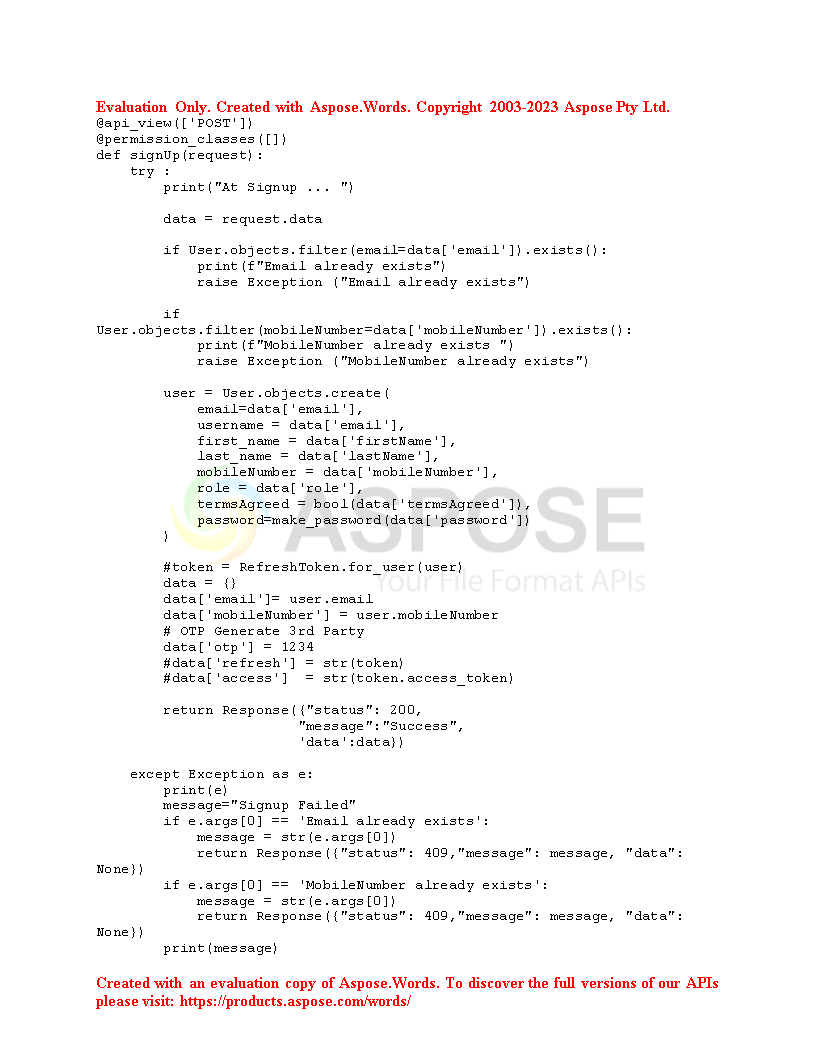 Evaluation Only. Created with Aspose.Words. Copyright 2003-2023 Aspose Pty Ltd.
@api_view(['POST'])
@permission_classes([])
def signUp(request):
    try :
        print("At Signup ... ")

        data = request.data

        if User.objects.filter(email=data['email']).exists():
            print(f"Email already exists")
            raise Exception ("Email already exists")

        if
User.objects.filter(mobileNumber=data['mobileNumber']).exists():
            print(f"MobileNumber already exists ")
            raise Exception ("MobileNumber already exists")

        user = User.objects.create(
            email=data['email'],
            username = data['email'],
            first_name = data['firstName'],
            last_name = data['lastName'],
            mobileNumber = data['mobileNumber'],
            role = data['role'],
            termsAgreed = bool(data['termsAgreed']),
            password=make_password(data['password'])
        )
ASPOSE
Your File Format APIs

        #token = RefreshToken.for_user(user)
        data = {}
        data['email']= user.email
        data['mobileNumber'] = user.mobileNumber
        # OTP Generate 3rd Party
        data['otp'] = 1234
        #data['refresh'] = str(token)
        #data['access']  = str(token.access_token)

        return Response({"status": 200,
                        "message":"Success",
                        'data':data})

    except Exception as e:
        print(e)
        message="Signup Failed"
        if e.args[0] == 'Email already exists':
            message = str(e.args[0])
            return Response({"status": 409,"message": message, "data":
None})
        if e.args[0] == 'MobileNumber already exists':
            message = str(e.args[0])
            return Response({"status": 409,"message": message, "data":
None})
        print(message)

Created with an evaluation copy of Aspose.Words. To discover the full versions of our APIs
please visit: https://products.aspose.com/words/